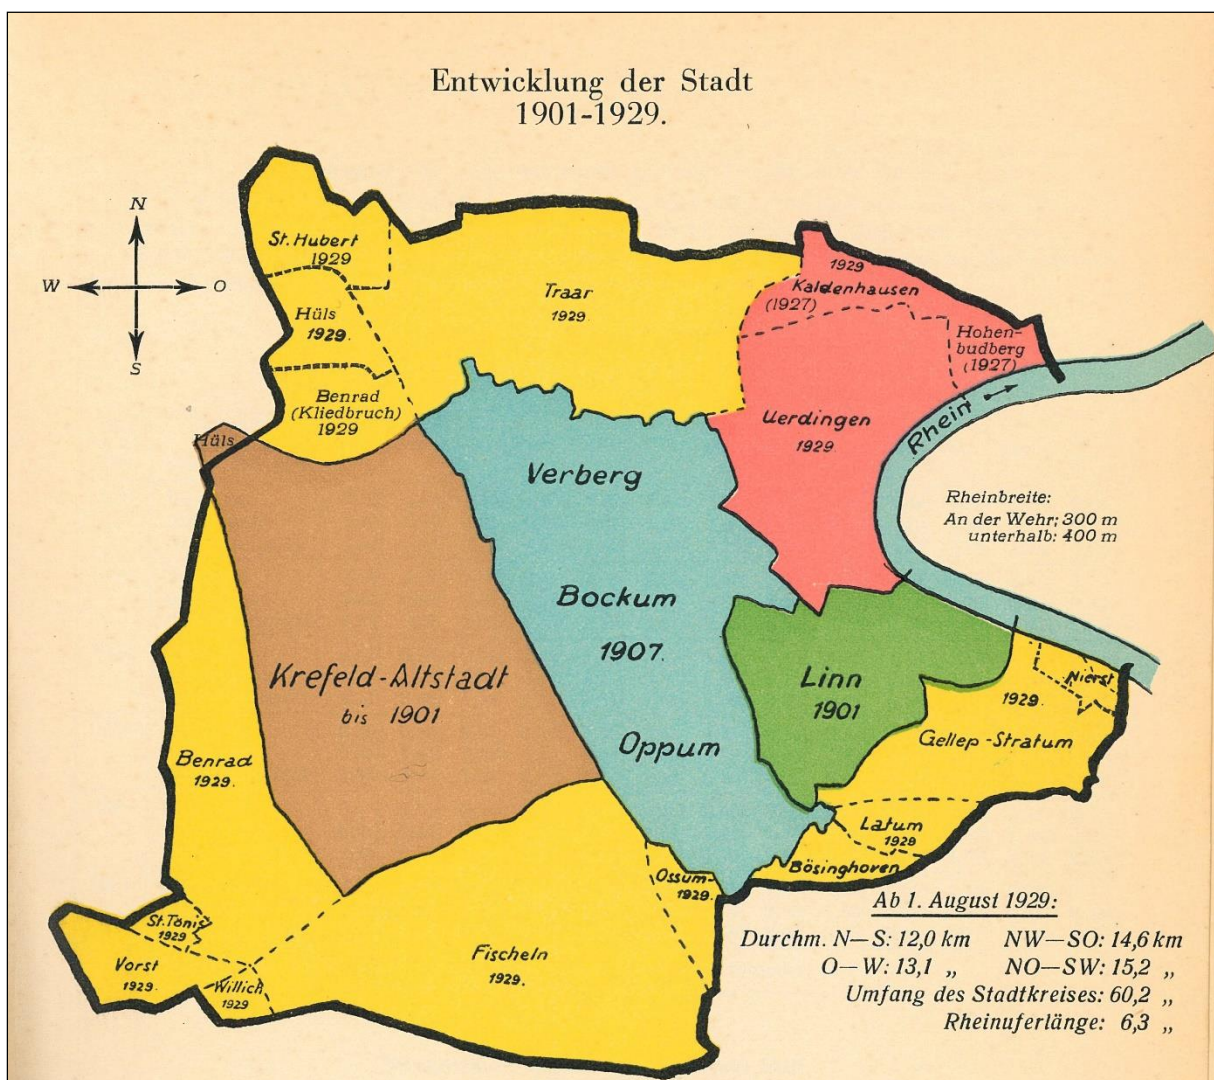 Entwicklung der Stadt
1901-1929.
N
W
O
S
St. Hubert
1929
Hüls
1929.
Benrad
(Kliedbruch)
1929
Hüls
Traar
1929.
1929
Kaldenhausen
(1927)
Hohen-
budberg
(1927)
Uerdingen
1929.
Rhein
Rheinbreite:
An der Wehr; 300 m
unterhalb: 400 m
Verberg
Bockum
1907.
Oppum
Krefeld-Altstadt
bis 1901
Linn
1901
Nierst
1929.
Gellep-Stratum
Benrad
1929.
Latum
1929
Bösinghoven
Ossum-
1929.
St. Tönis
1929
Vorst
1929.
Willich
1929
Fischeln
1929.
Ab 1. August 1929:
Durchm. N—S: 12,0 km NW—SO: 14,6 km
O—W: 13,1 „ NO—SW: 15,2 „
Umfang des Stadtkreises: 60,2 „
Rheinuferlänge: 6,3 „